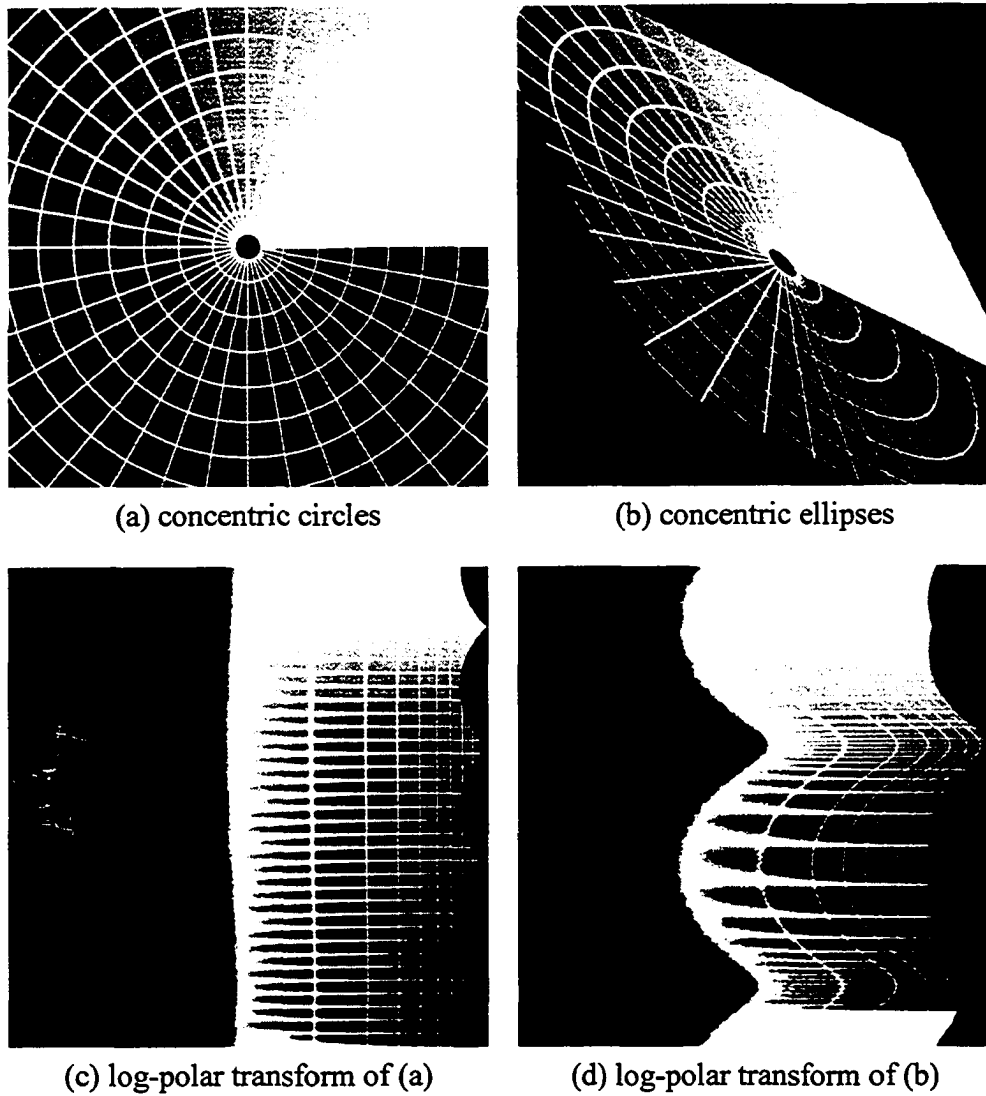 (a) concentric circles
(b) concentric ellipses
(c) log-polar transform of (a)
(d) log-polar transform of (b)